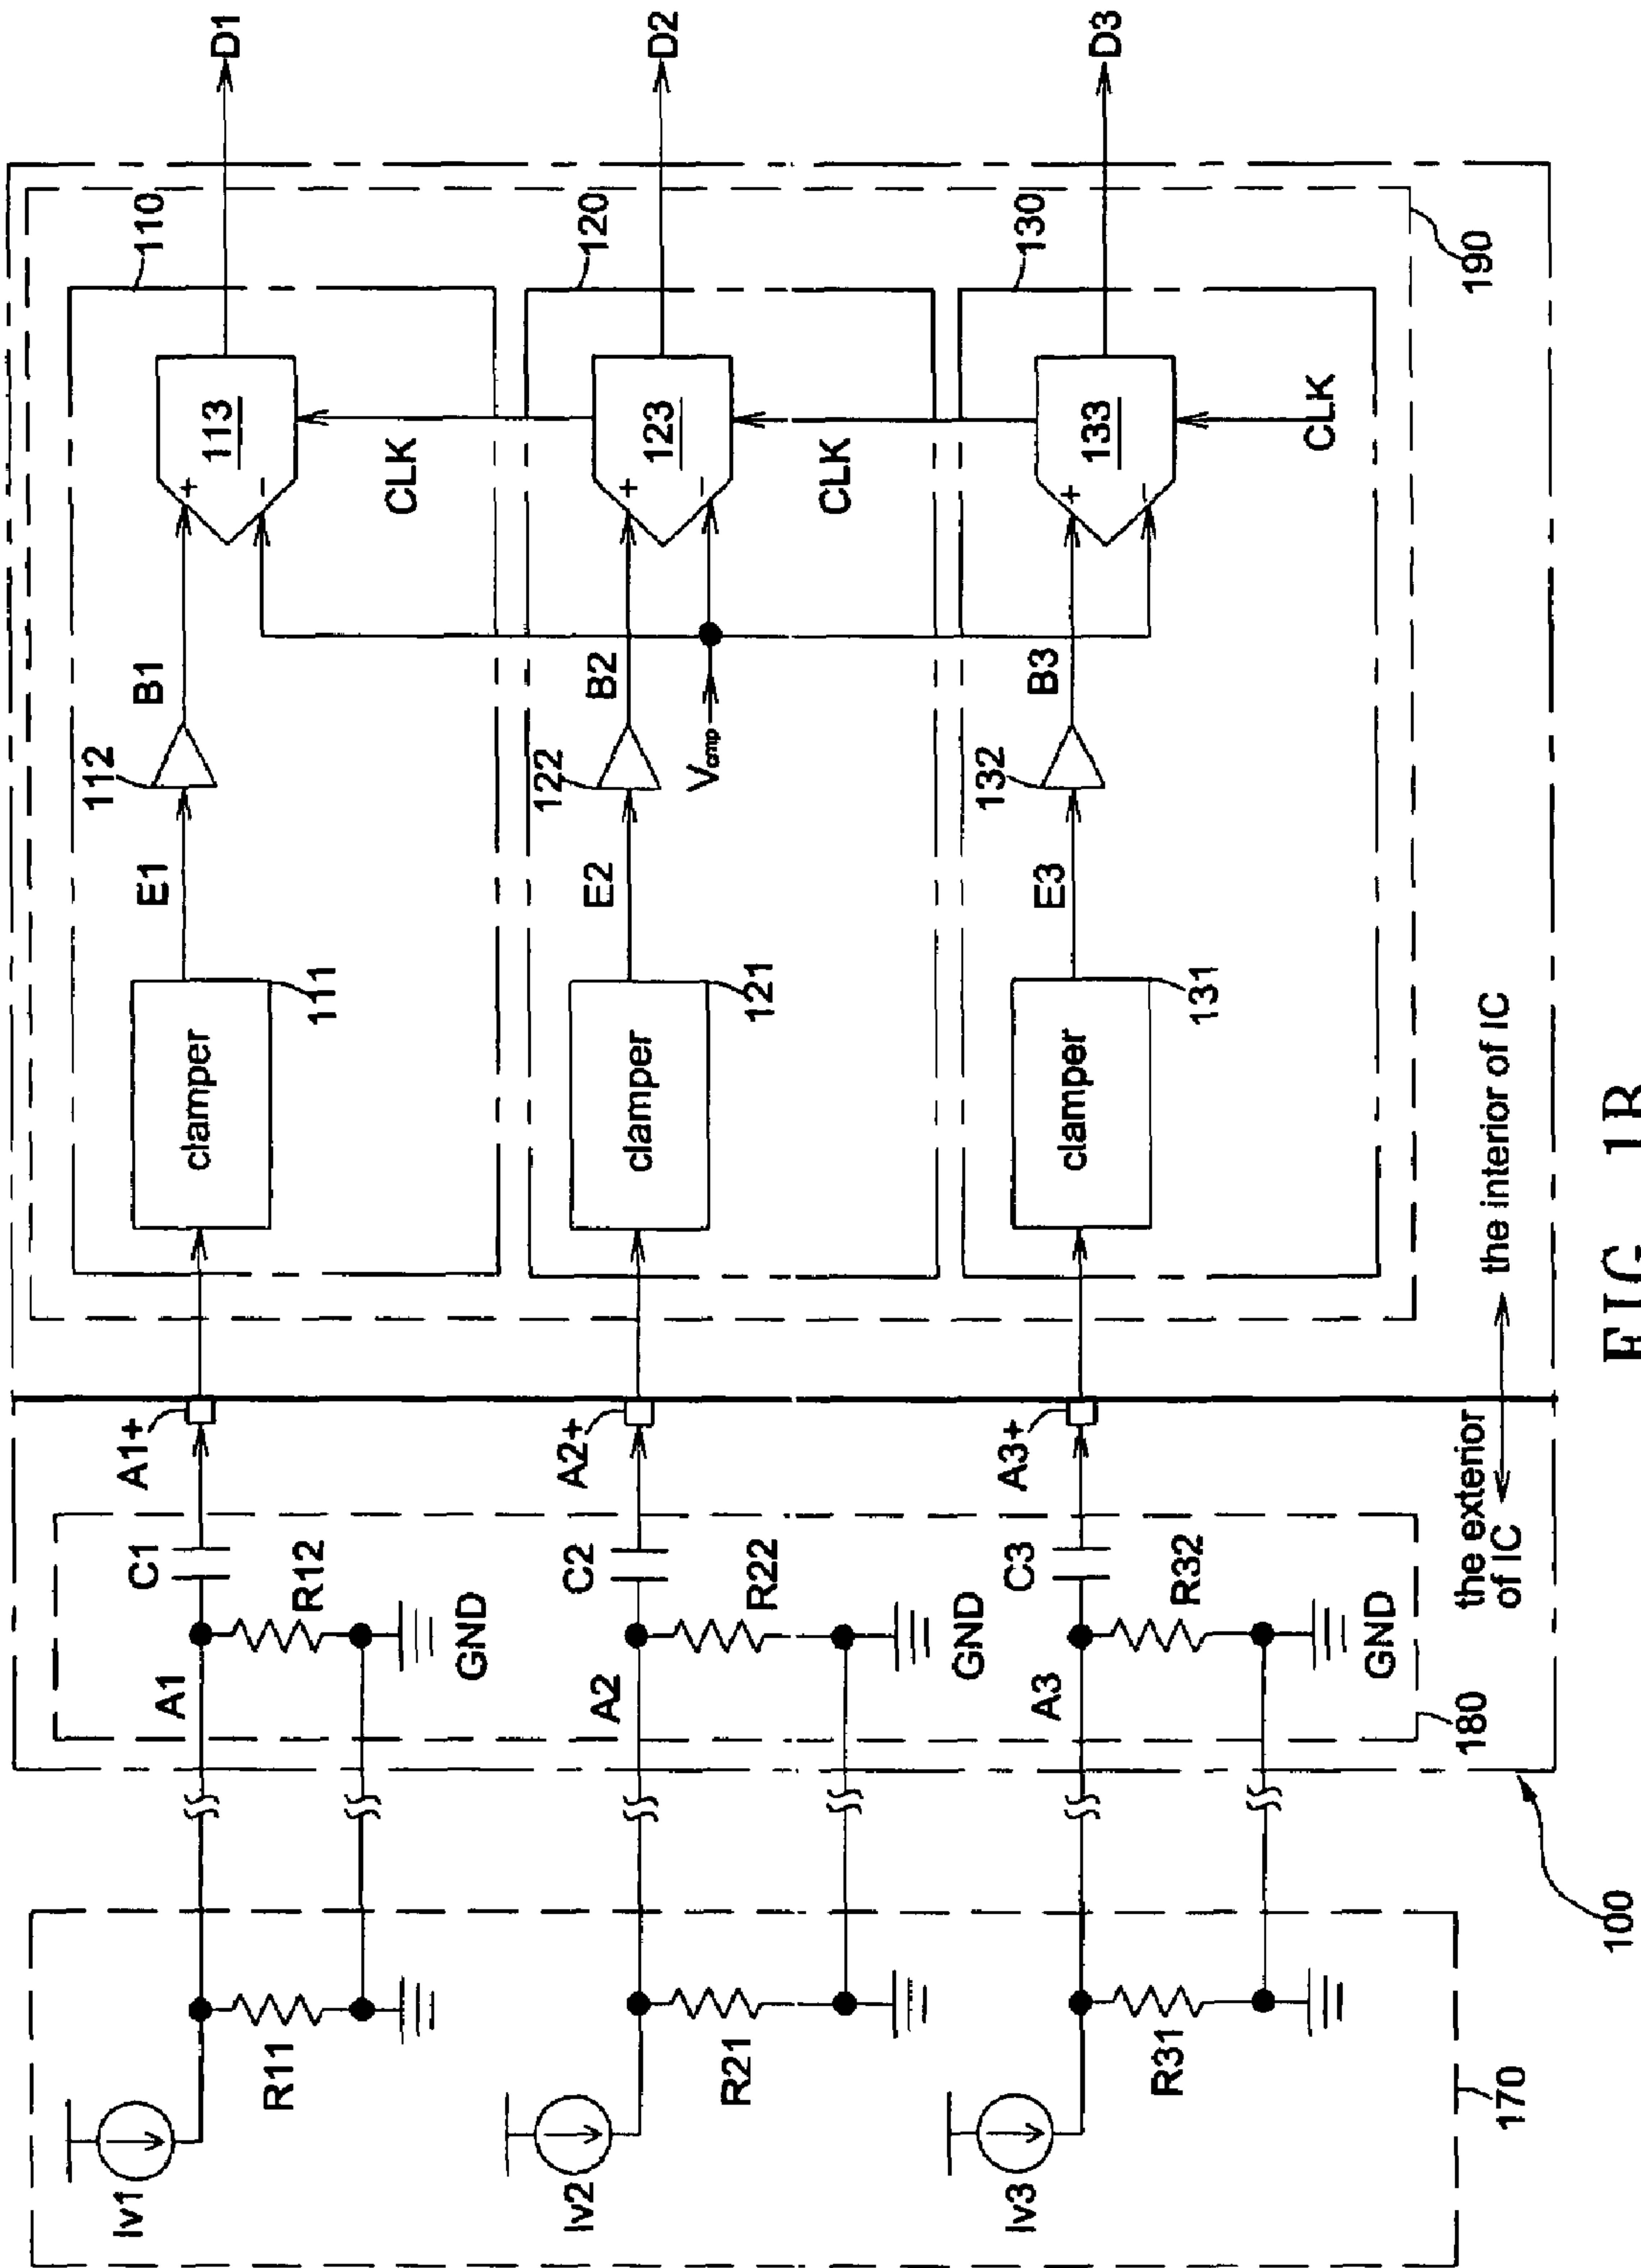 110
111
clamper
E1
112
B1
+
−
113
D1
A1+
C1
A1
R12
GND
Iv1
R11
CLK
120
121
clamper
E2
122
B2
+
−
123
D2
Vcmp
A2+
C2
A2
R22
GND
Iv2
R21
CLK
130
131
clamper
E3
132
B3
+
−
133
D3
A3+
C3
A3
R32
GND
Iv3
R31
CLK
170
180
190
100
the exterior
of IC
the interior of IC
FIG. 1B